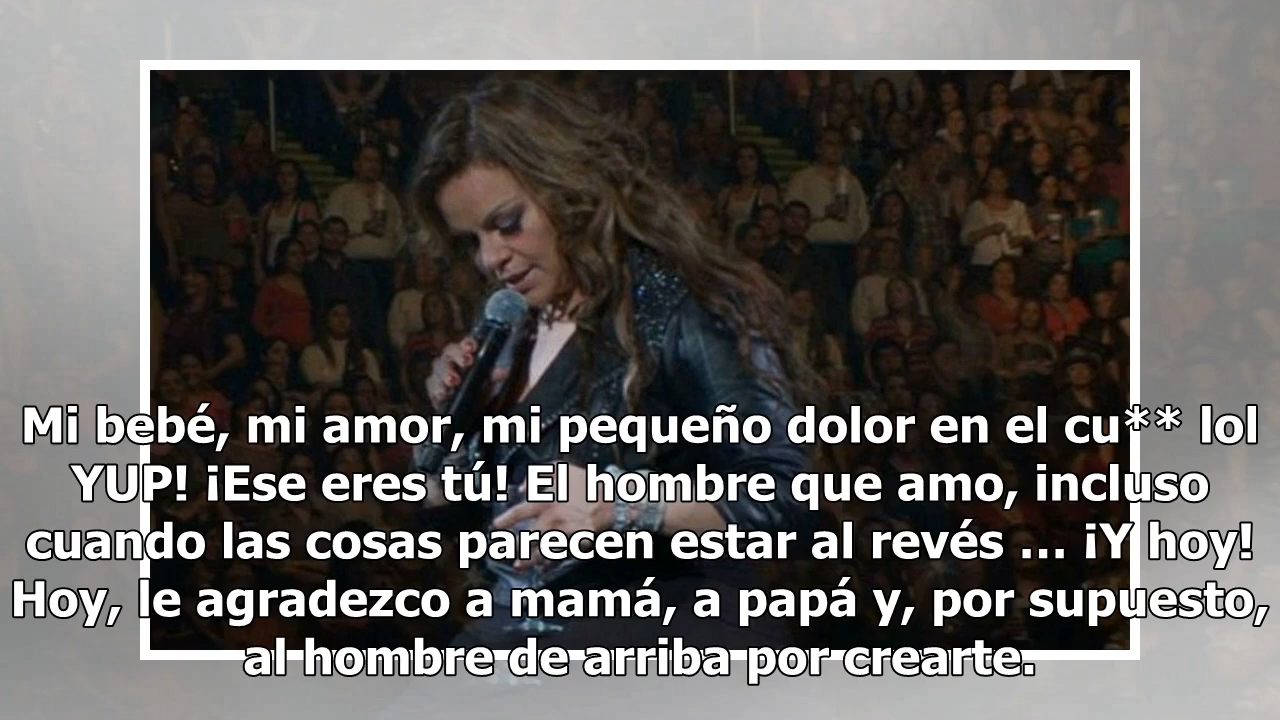 Mi bebé, mi amor, mi pequeño dolor en el cu** lol
YUP! ¡Ese eres tú! El hombre que amo, incluso
cuando las cosas parecen estar al revés ... ¡Y hoy!
Hoy, le agradezco a mamá, a papá y, por supuesto,
al hombre de arriba por crearte.